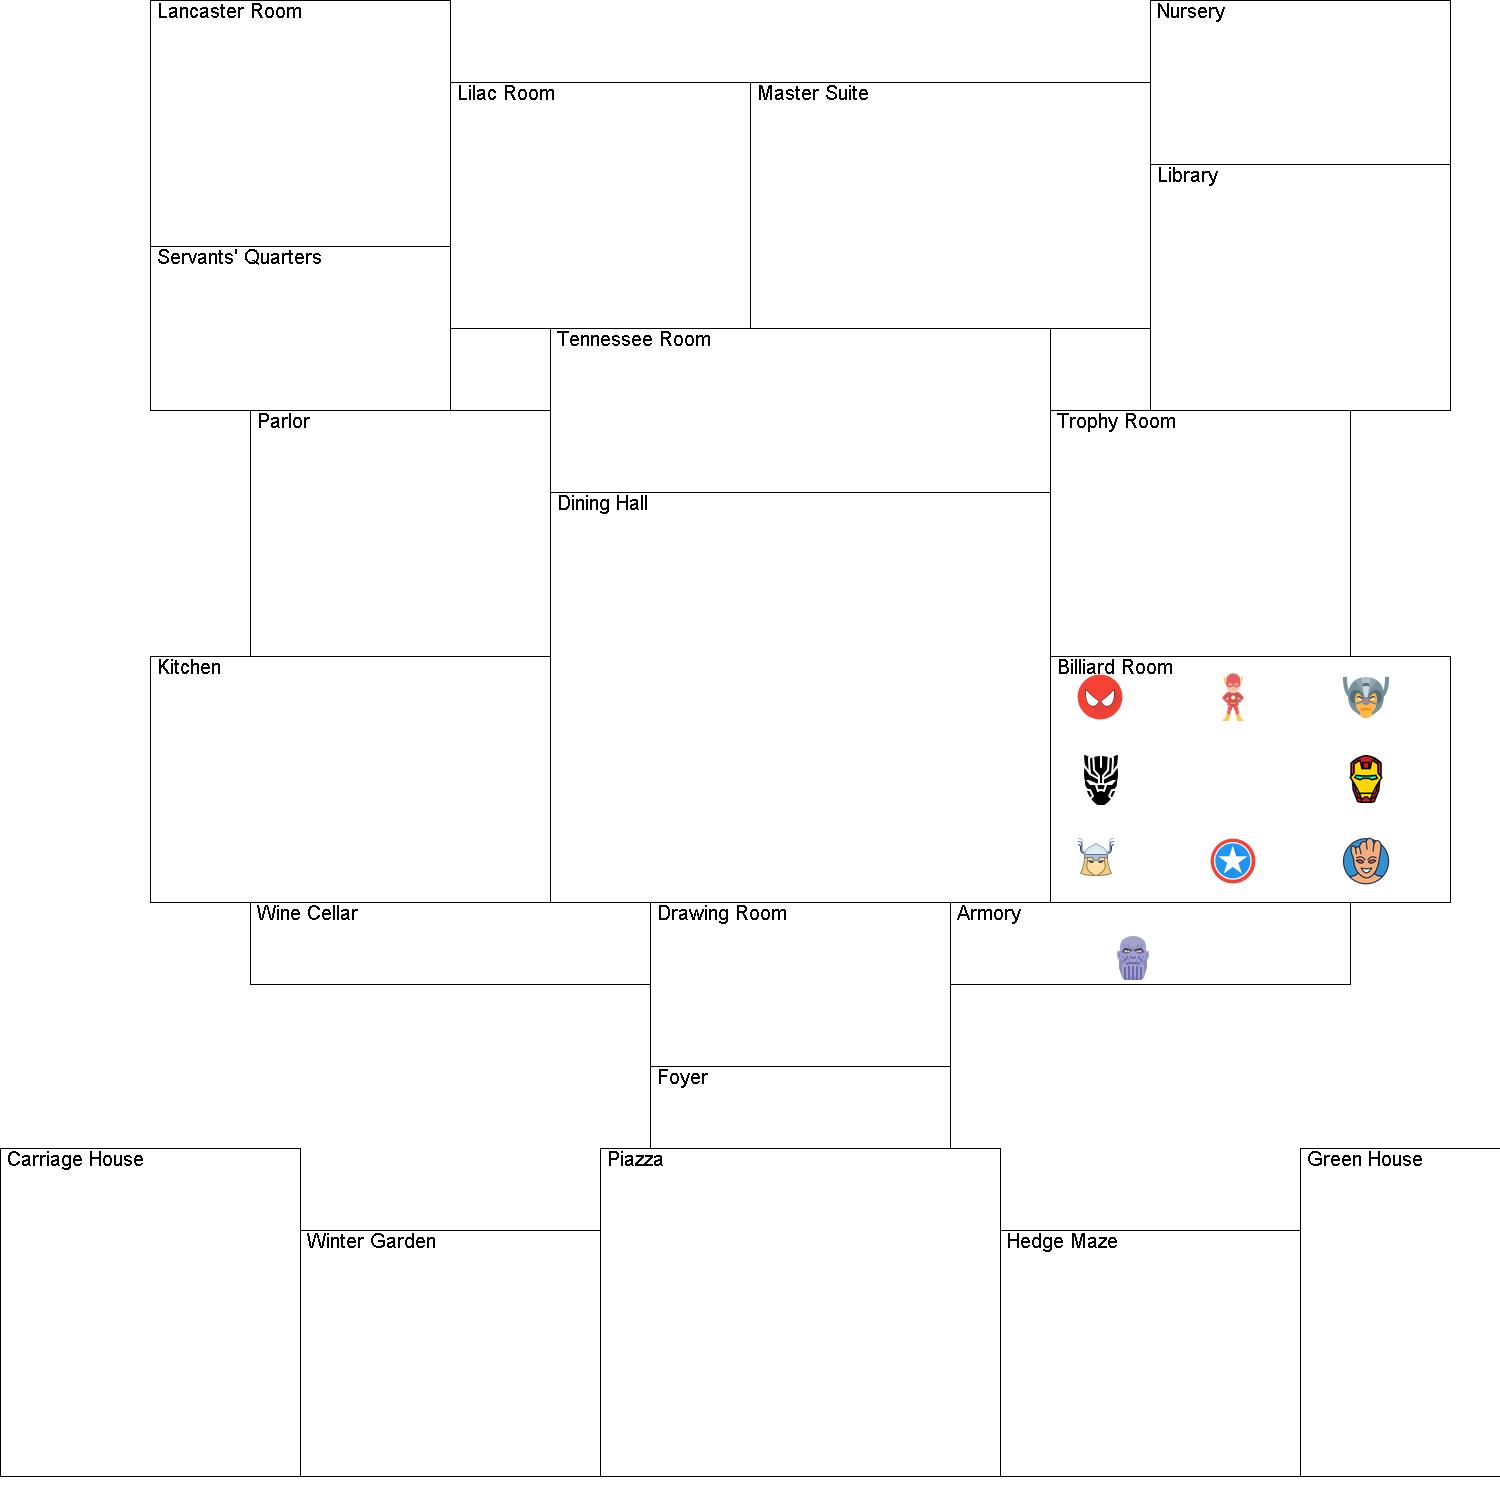 Lancaster Room
Nursery
Lilac Room
Master Suite
Library
Servants' Quarters
Tennessee Room
Parlor
Trophy Room
Dining Hall
Kitchen
Billiard Room
Wine Cellar
Drawing Room
Armory
Foyer
Carriage House
Piazza
Green House
Winter Garden
Hedge Maze